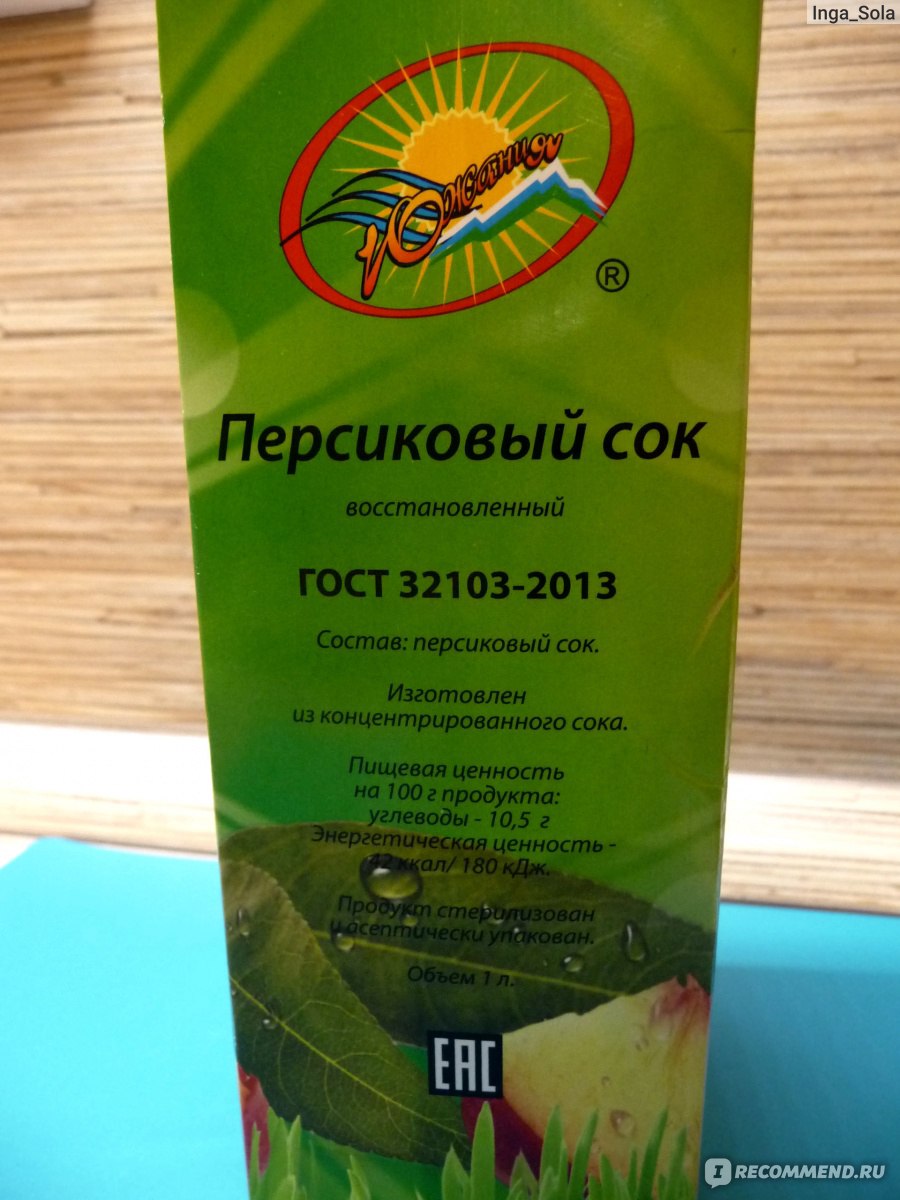 Inga_Sola
Южания
®
Персиковый сок
восстановленный
ГОСТ 32103-2013
Состав: персиковый сок.
Изготовлен
из концентрированного сока.
Пищевая ценность
на 100 г продукта:
углеводы - 10,5 г
Энергетическая ценность -
42 ккал/ 180 кДж.
Продукт стерилизован
и асептически упакован.
Объем 1 л.
EAC
IRECOMMEND.RU